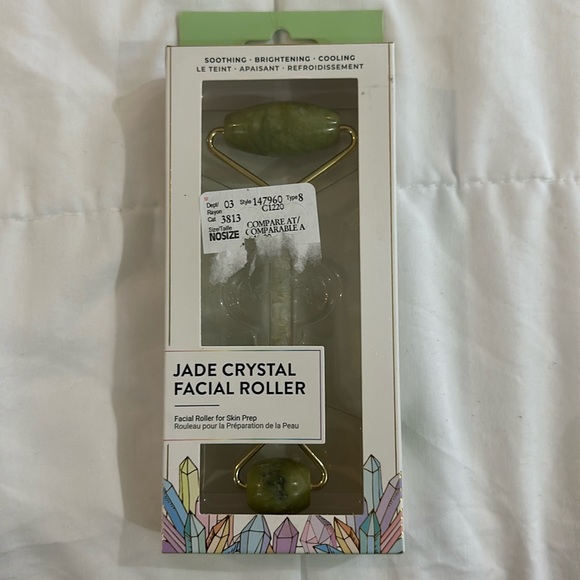 SOOTHING · BRIGHTENING · COOLING
LE TEINT · APAISANT · REFROIDISSEMENT
Dept/ 03 Style 147960 Type 8
Rayon C1220
Cat 3813
Size/Taille COMPARE AT/
NOSIZE COMPARABLE A
JADE CRYSTAL
FACIAL ROLLER
Facial Roller for Skin Prep
Rouleau pour la Préparation de la Peau